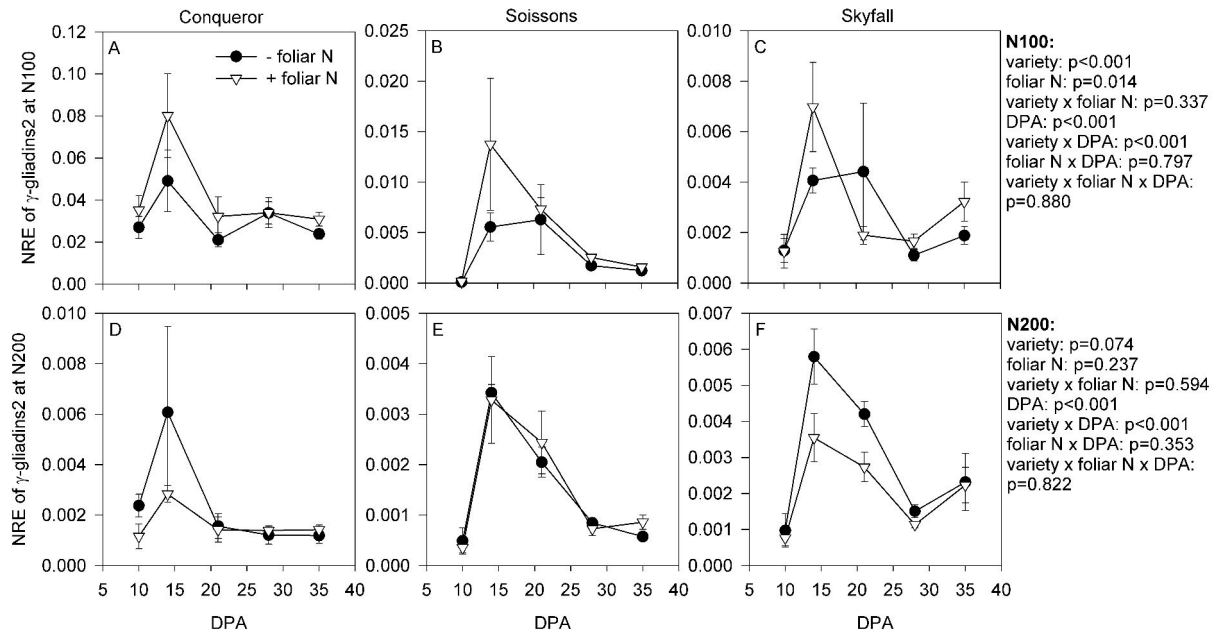 Conqueror
Soissons
Skyfall
NRE of γ-gliadins2 at N100
0.12
0.10
0.08
0.06
0.04
0.02
0.00
A
- foliar N
+ foliar N
0.025
0.020
0.015
0.010
0.005
0.000
B
0.010
0.008
0.006
0.004
0.002
0.000
C
N100:
variety: p<0.001
foliar N: p=0.014
variety x foliar N: p=0.337
DPA: p<0.001
variety x DPA: p<0.001
foliar N x DPA: p=0.797
variety x foliar N x DPA:
p=0.880
NRE of γ-gliadins2 at N200
0.010
0.008
0.006
0.004
0.002
0.000
D
5 10 15 20 25 30 35 40
DPA
0.005
0.004
0.003
0.002
0.001
0.000
E
5 10 15 20 25 30 35 40
DPA
0.007
0.006
0.005
0.004
0.003
0.002
0.001
0.000
F
5 10 15 20 25 30 35 40
DPA
N200:
variety: p=0.074
foliar N: p=0.237
variety x foliar N: p=0.594
DPA: p<0.001
variety x DPA: p<0.001
foliar N x DPA: p=0.353
variety x foliar N x DPA:
p=0.822